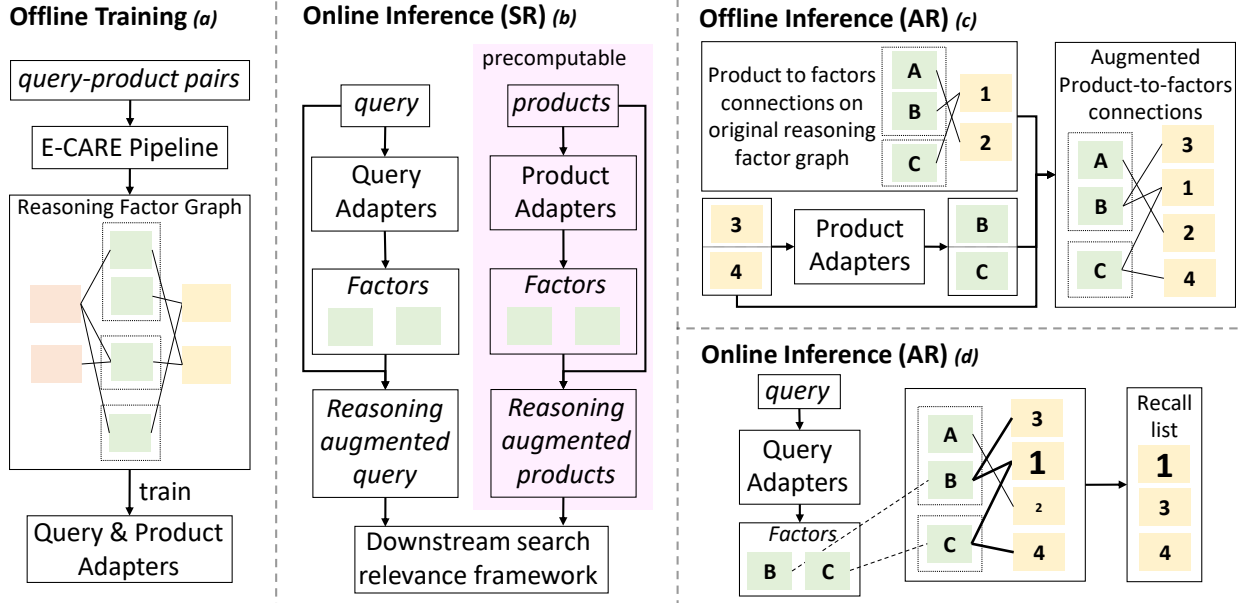 Offline Training (a)
query-product pairs
E-CARE Pipeline
Reasoning Factor Graph
train
Query & Product
Adapters
Online Inference (SR) (b)
precomputable
query
products
Query
Adapters
Product
Adapters
Factors
Factors
Reasoning
augmented
query
Reasoning
augmented
products
Downstream search
relevance framework
Offline Inference (AR) (c)
Product to factors
connections on
original reasoning
factor graph
A
B
C
1
2
3
4
Product
Adapters
B
C
Augmented
Product-to-factors
connections
A
B
C
3
1
2
4
Online Inference (AR) (d)
query
Query
Adapters
Factors
B C
A
B
C
3
1
2
4
Recall
list
1
3
4